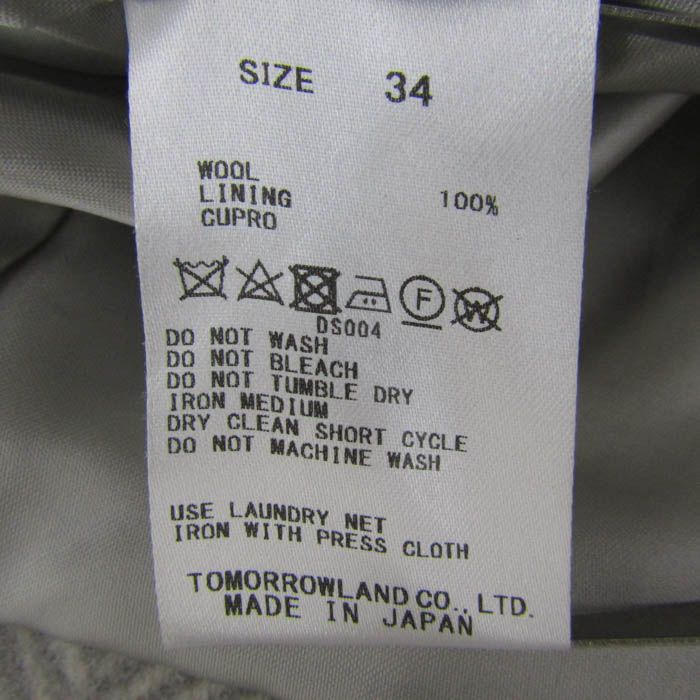 SIZE 34
WOOL
LINING 100%
CUPRO
F W
DS004
DO NOT WASH
DO NOT BLEACH
DO NOT TUMBLE DRY
IRON MEDIUM
DRY CLEAN SHORT CYCLE
DO NOT MACHINE WASH
USE LAUNDRY NET
IRON WITH PRESS CLOTH
TOMORROWLAND CO., LTD.
MADE IN JAPAN